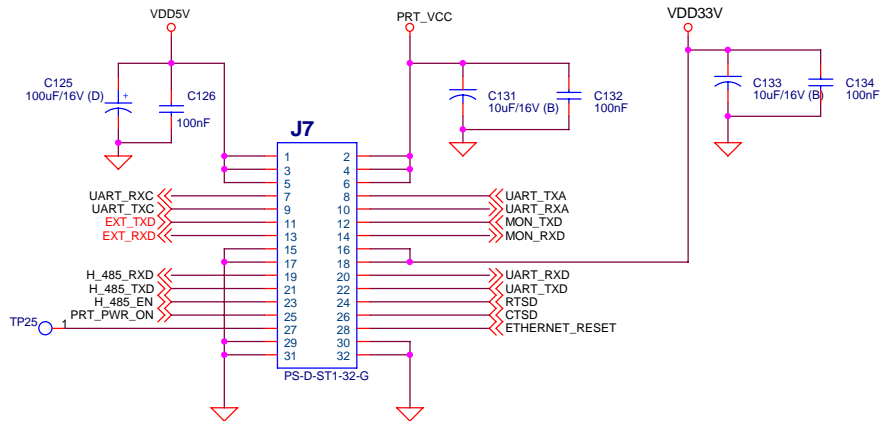 VDD5V
PRT_VCC
VDD33V
C125
100uF/16V (D)
+
C126
100nF
C131
10uF/16V (B)
C132
100nF
C133
10uF/16V (B)
C134
100nF
J7
1 2
3 4
5 6
UART_RXC 7 8 UART_TXA
UART_TXC 9 10 UART_RXA
EXT_TXD 11 12 MON_TXD
EXT_RXD 13 14 MON_RXD
15 16
17 18
H_485_RXD 19 20 UART_RXD
H_485_TXD 21 22 UART_TXD
H_485_EN 23 24 RTSD
PRT_PWR_ON 25 26 CTSD
TP25 1 27 28 ETHERNET_RESET
29 30
31 32
PS-D-ST1-32-G